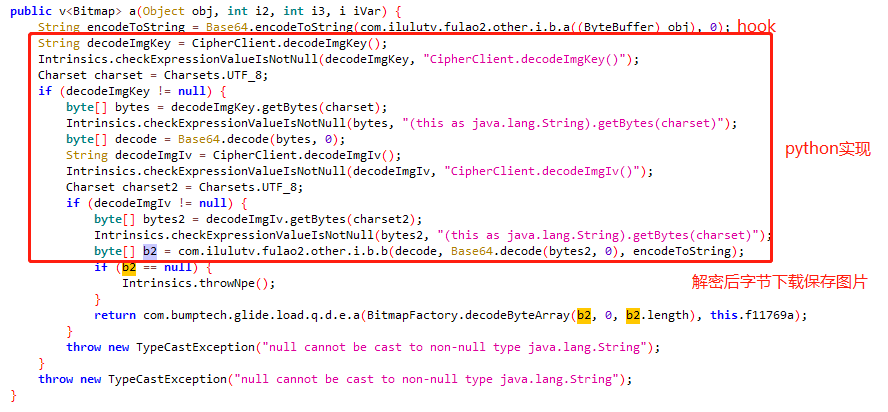 public v<Bitmap> a(Object obj, int i2, int i3, i iVar) {
String encodeToString = Base64.encodeToString(com.ilulutv.fulao2.other.i.b.a((ByteBuffer) obj), 0); hook
String decodeImgKey = CipherClient.decodeImgKey();
Intrinsics.checkExpressionValueIsNotNull(decodeImgKey, "CipherClient.decodeImgKey()");
Charset charset = Charsets.UTF_8;
if (decodeImgKey != null) {
byte[] bytes = decodeImgKey.getBytes(charset);
Intrinsics.checkExpressionValueIsNotNull(bytes, "(this as java.lang.String).getBytes(charset)");
byte[] decode = Base64.decode(bytes, 0);
String decodeImgIv = CipherClient.decodeImgIv();
Intrinsics.checkExpressionValueIsNotNull(decodeImgIv, "CipherClient.decodeImgIv()");
Charset charset2 = Charsets.UTF_8;
if (decodeImgIv != null) {
byte[] bytes2 = decodeImgIv.getBytes(charset2);
Intrinsics.checkExpressionValueIsNotNull(bytes2, "(this as java.lang.String).getBytes(charset)");
byte[] b2 = com.ilulutv.fulao2.other.i.b.b(decode, Base64.decode(bytes2, 0), encodeToString);
python实现
if (b2 == null) {
解密后字节下载保存图片
Intrinsics.throwNpe();
}
return com.bumptech.glide.load.q.d.e.a(BitmapFactory.decodeByteArray(b2, 0, b2.length), this.f11769a);
}
throw new TypeCastException("null cannot be cast to non-null type java.lang.String");
}
throw new TypeCastException("null cannot be cast to non-null type java.lang.String");
}